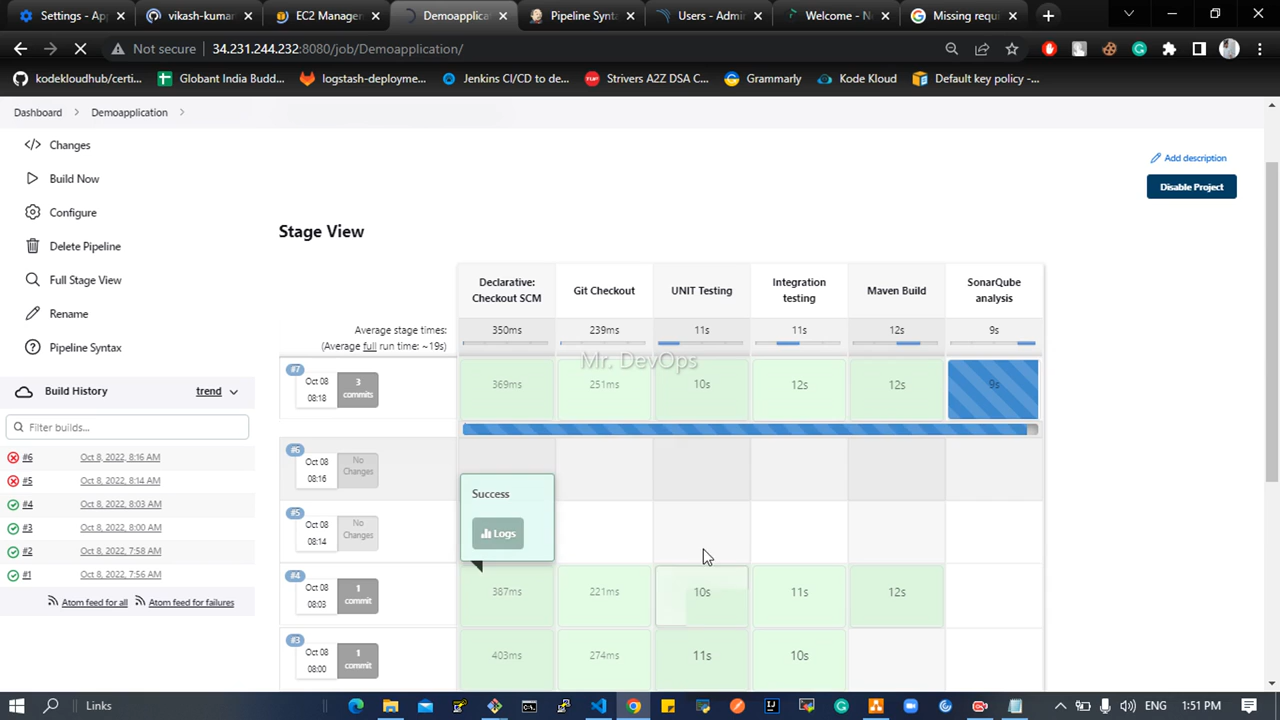 Settings - Ap
vikash-kumar
EC2 Manager
Demoapplicat
Pipeline Synta
Users - Admi
Welcome - Ne
Missing requi
Not secure
34.231.244.232:8080/job/Demoapplication/
kodekloudhub/certi...
Globant India Budd...
logstash-deployme...
Jenkins CI/CD to de...
Strivers A2Z DSA C...
Grammarly
Kode Kloud
Default key policy -...
Dashboard
Demoapplication
Changes
Build Now
Configure
Delete Pipeline
Full Stage View
Rename
Pipeline Syntax
Build History
trend
Filter builds...
#6 Oct 8, 2022, 8:16 AM
#5 Oct 8, 2022, 8:14 AM
#4 Oct 8, 2022, 8:03 AM
#3 Oct 8, 2022, 8:00 AM
#2 Oct 8, 2022, 7:58 AM
#1 Oct 8, 2022, 7:56 AM
Atom feed for all
Atom feed for failures
Add description
Disable Project
Stage View
Declarative:
Checkout SCM
Git Checkout
UNIT Testing
Integration
testing
Maven Build
SonarQube
analysis
Average stage times:
350ms 239ms 11s 11s 12s 9s
(Average full run time: ~19s)
Mr. DevOps
#7
Oct 08
08:18
3
commits
369ms 251ms 10s 12s 12s 9s
#6
Oct 08
08:16
No
Changes
Success
Logs
#5
Oct 08
08:14
No
Changes
#4
Oct 08
08:03
1
commit
387ms 221ms 10s 11s 12s
#3
Oct 08
08:00
1
commit
403ms 274ms 11s 10s
Links
ENG
1:51 PM